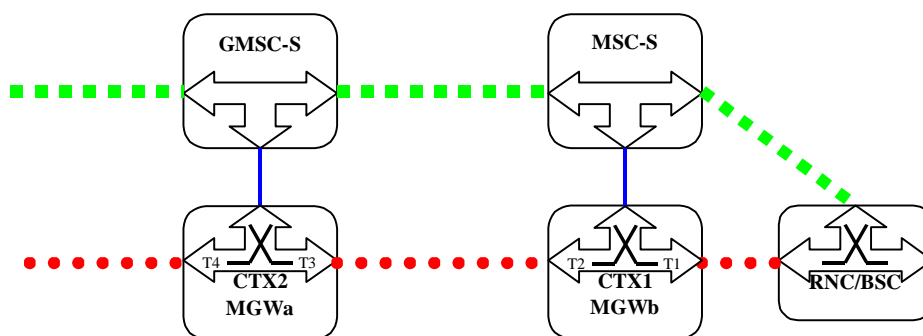 GMSC-S
MSC-S
T4
T3
CTX2
MGWa
T2
T1
CTX1
MGWb
RNC/BSC